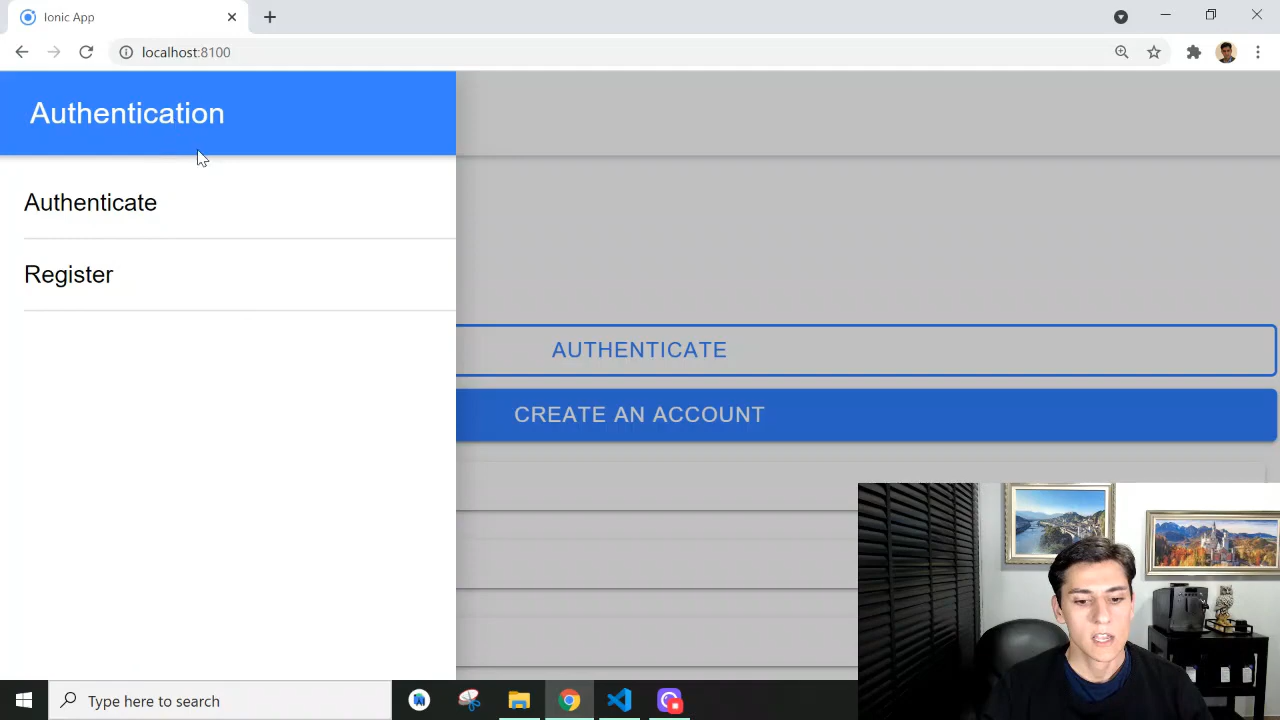 Ionic App
localhost:8100
Authentication
Authenticate
Register
AUTHENTICATE
CREATE AN ACCOUNT
Type here to search